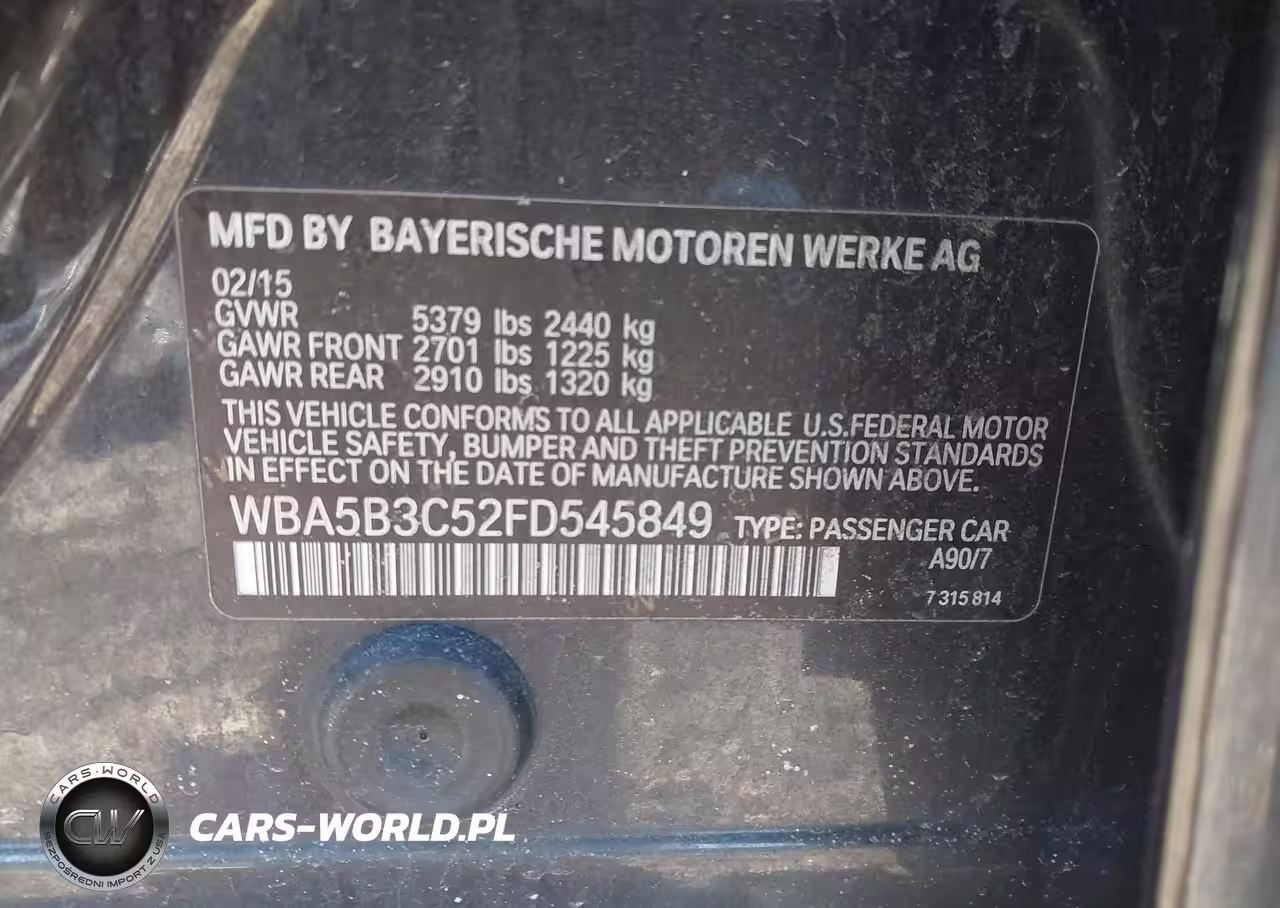 MFD BY BAYERISCHE MOTOREN WERKE AG
02/15
GVWR 5379 lbs 2440 kg
GAWR FRONT 2701 lbs 1225 kg
GAWR REAR 2910 lbs 1320 kg
THIS VEHICLE CONFORMS TO ALL APPLICABLE U.S.FEDERAL MOTOR
VEHICLE SAFETY, BUMPER AND THEFT PREVENTION STANDARDS
IN EFFECT ON THE DATE OF MANUFACTURE SHOWN ABOVE.
WBA5B3C52FD545849 TYPE: PASSENGER CAR
A90/7
7 315 814
CARS-WORLD
CW
BEZPOŚREDNI IMPORT Z USA
CARS-WORLD.PL